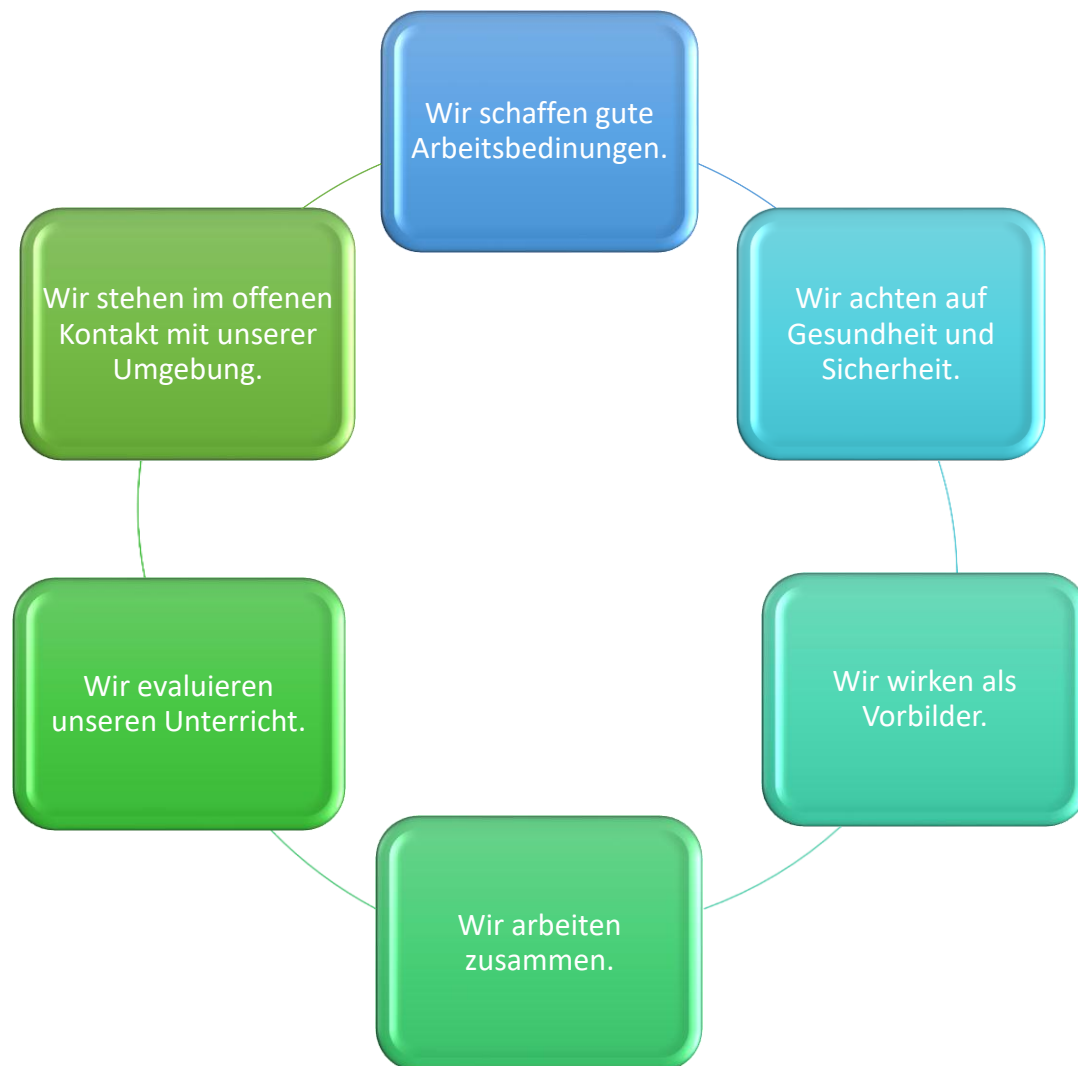 Wir schaffen gute
Arbeitsbedinungen.
Wir achten auf
Gesundheit und
Sicherheit.
Wir wirken als
Vorbilder.
Wir arbeiten
zusammen.
Wir evaluieren
unseren Unterricht.
Wir stehen im offenen
Kontakt mit unserer
Umgebung.